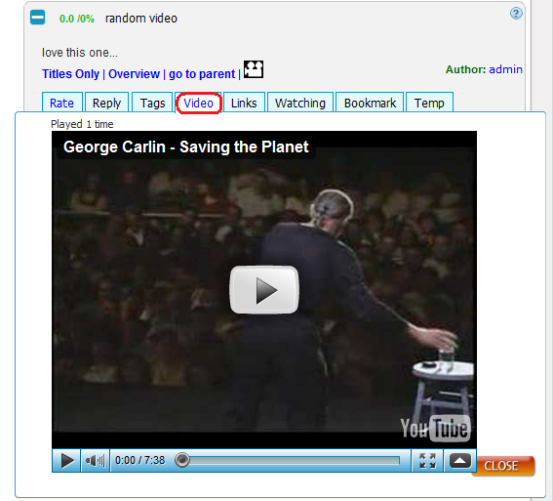 0.0 /0% random video
love this one...
Titles Only | Overview | go to parent |
Author: admin
Rate Reply Tags Video Links Watching Bookmark Temp
Played 1 time
George Carlin - Saving the Planet
YouTube
0:00 / 7:38
CLOSE